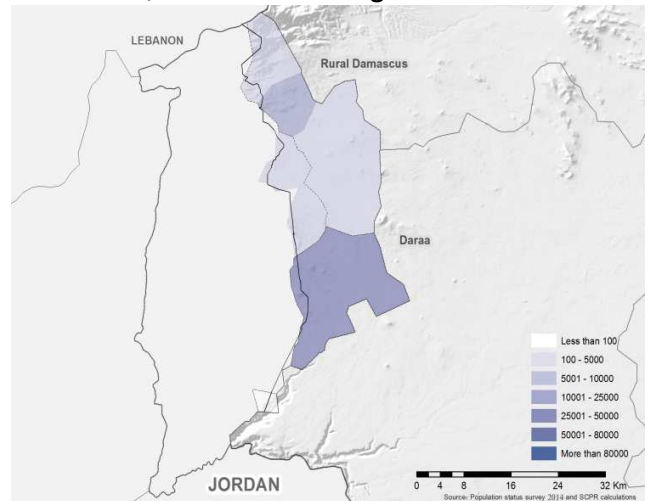 LEBANON
Rural Damascus
Daraa
Less than 100
100 - 5000
5001 - 10000
10001 - 25000
25001 - 50000
50001 - 80000
More than 80000
JORDAN
0 2 4 8 16 24 32 Km
Source: Population status survey 2014 and SCPR calculations